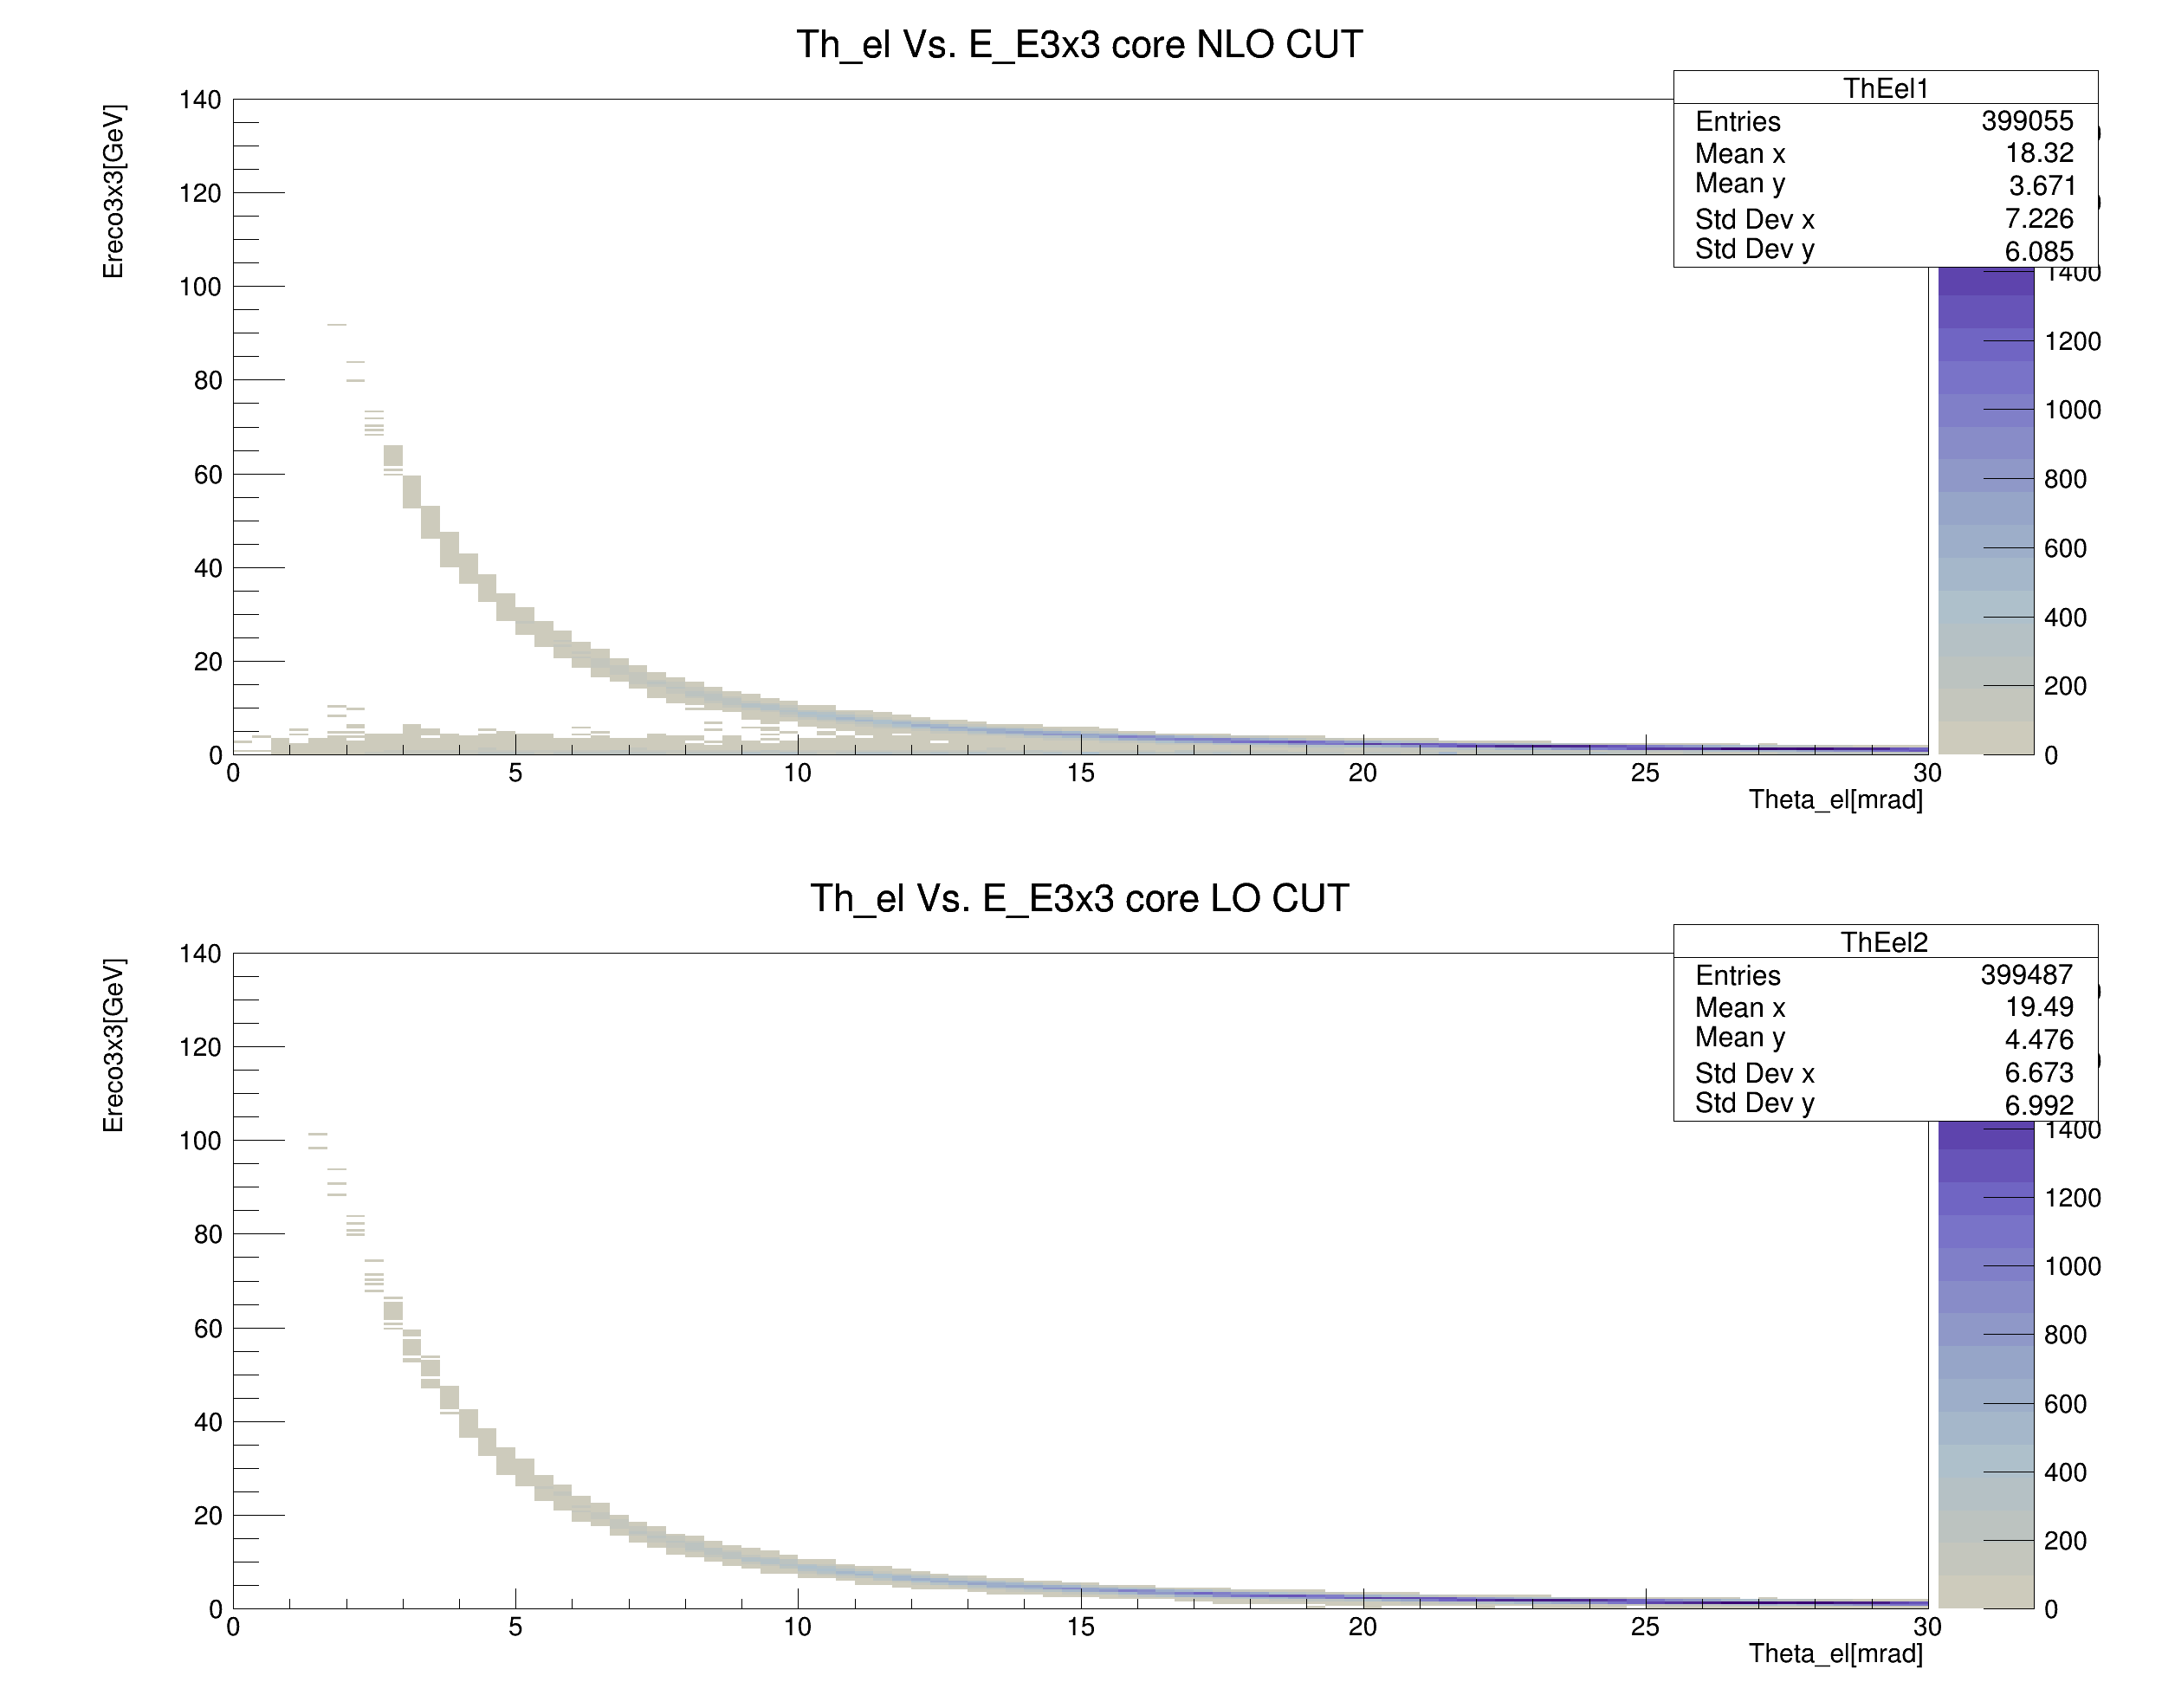 Th_el Vs. E_E3x3 core NLO CUT
Ereco3x3[GeV]
ThEel1
Entries 399055
Mean x 18.32
Mean y 3.671
Std Dev x 7.226
Std Dev y 6.085
140
120
100
80
60
40
20
0
0 5 10 15 20 25 30
Theta_el[mrad]
1400
1200
1000
800
600
400
200
0
Th_el Vs. E_E3x3 core LO CUT
Ereco3x3[GeV]
ThEel2
Entries 399487
Mean x 19.49
Mean y 4.476
Std Dev x 6.673
Std Dev y 6.992
140
120
100
80
60
40
20
0
0 5 10 15 20 25 30
Theta_el[mrad]
1400
1200
1000
800
600
400
200
0